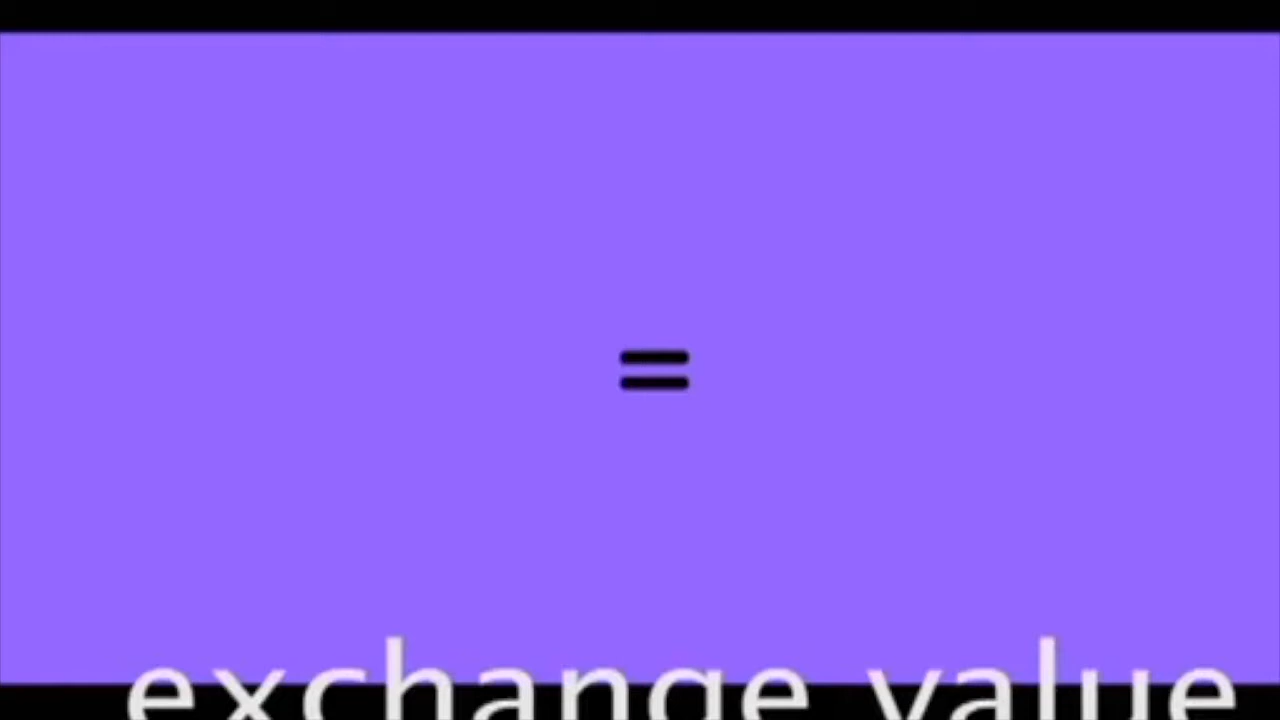 =
exchange value